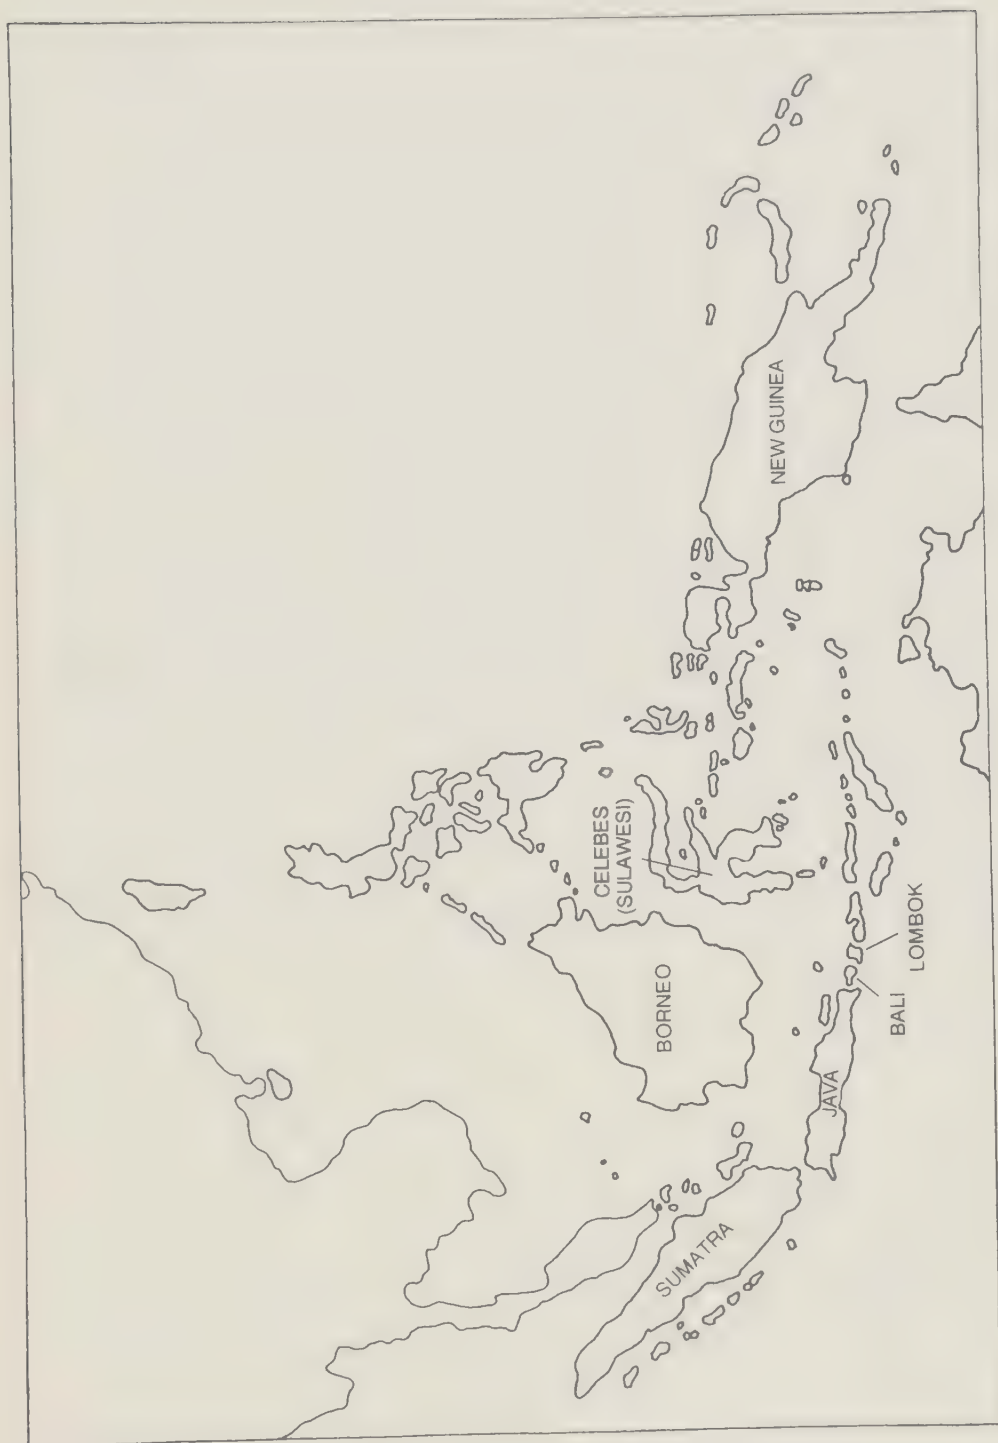 CELEBES
(SULAWESI)
NEW GUINEA
BORNEO
SUMATRA
JAVA
BALI
LOMBOK